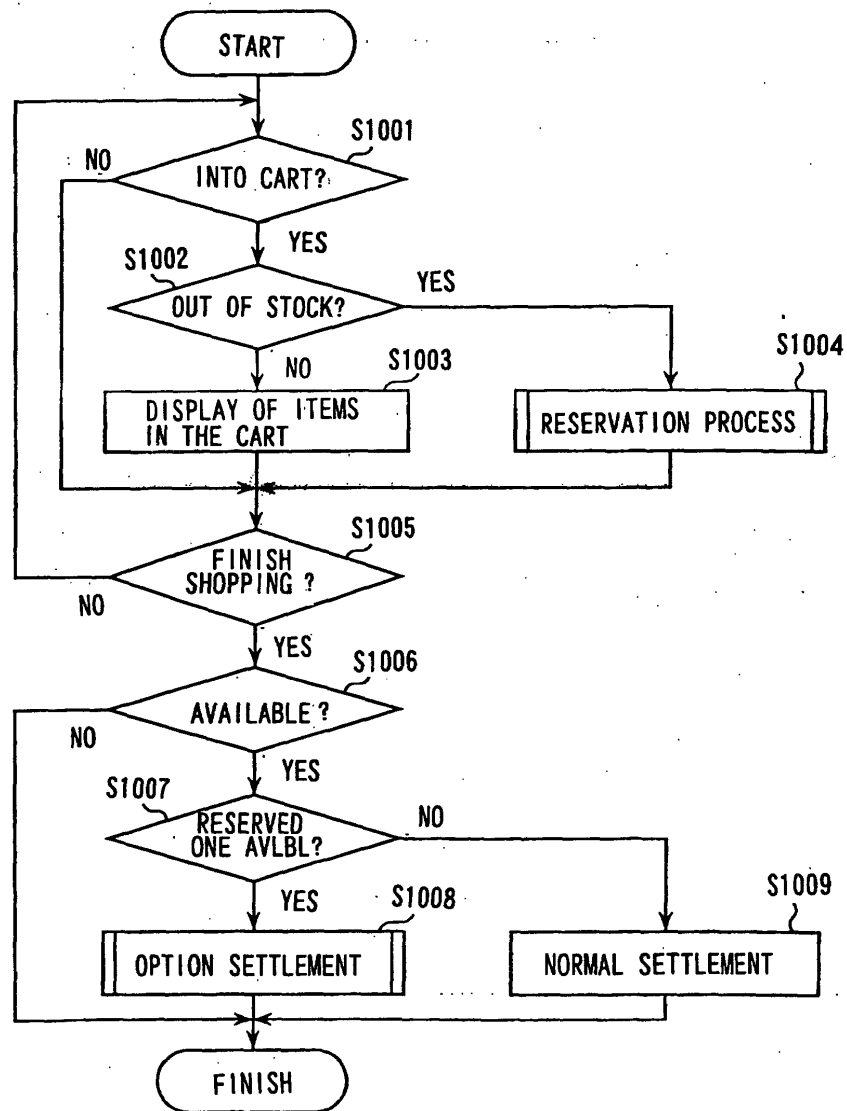 START
S1001
NO
INTO CART?
YES
S1002
OUT OF STOCK?
YES
NO
S1003
S1004
DISPLAY OF ITEMS
IN THE CART
RESERVATION PROCESS
S1005
FINISH
SHOPPING ?
NO
YES
S1006
AVAILABLE ?
NO
YES
S1007
RESERVED
ONE AVLBL?
NO
YES
S1008
S1009
OPTION SETTLEMENT
NORMAL SETTLEMENT
FINISH